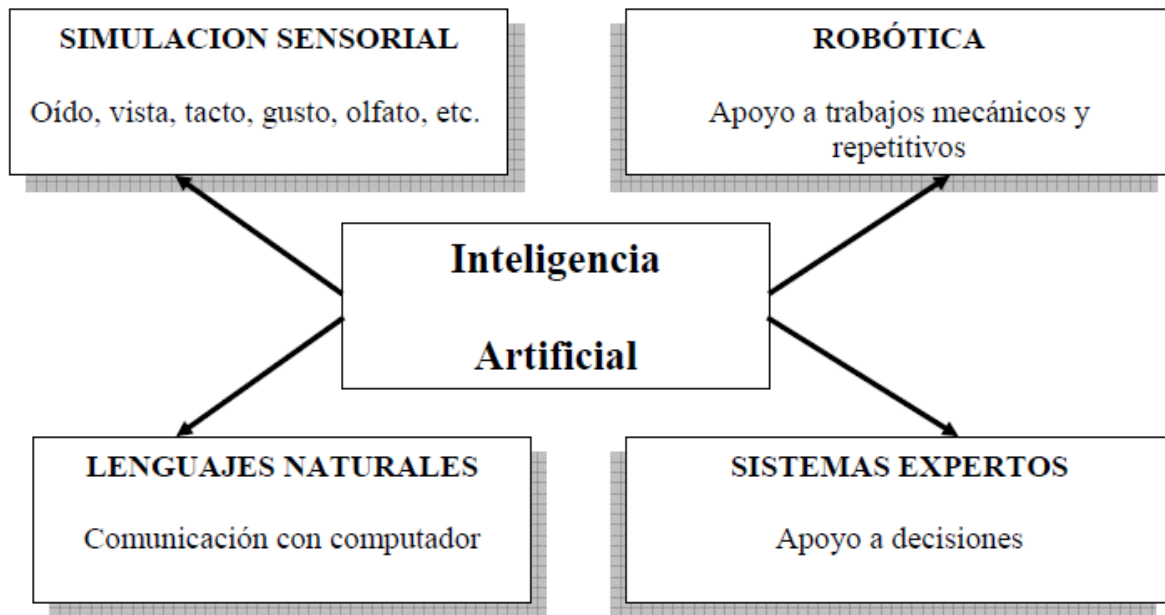 SIMULACION SENSORIAL
Oído, vista, tacto, gusto, olfato, etc.
ROBÓTICA
Apoyo a trabajos mecánicos y
repetitivos
Inteligencia
Artificial
LENGUAJES NATURALES
Comunicación con computador
SISTEMAS EXPERTOS
Apoyo a decisiones